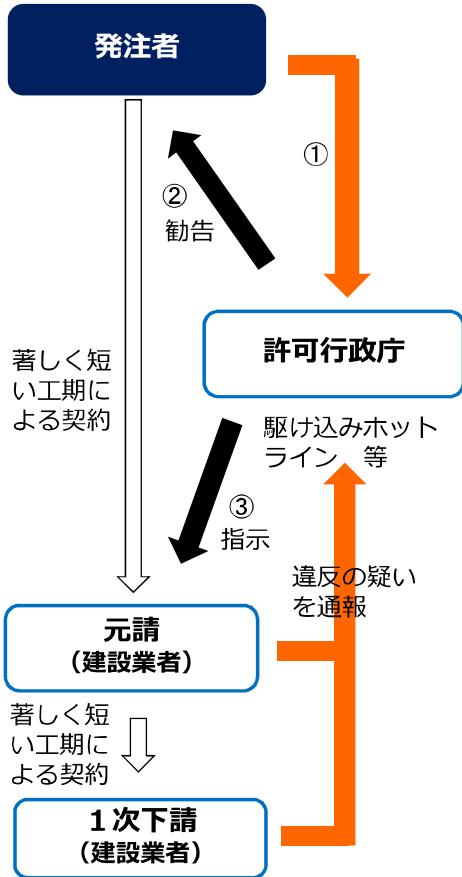 発注者
①
②
勧告
許可行政庁
著しく短
い工期に
よる契約
駆け込みホット
ライン　等
③
指示
違反の疑い
を通報
元請
（建設業者）
著しく短
い工期に
よる契約
１次下請
（建設業者）